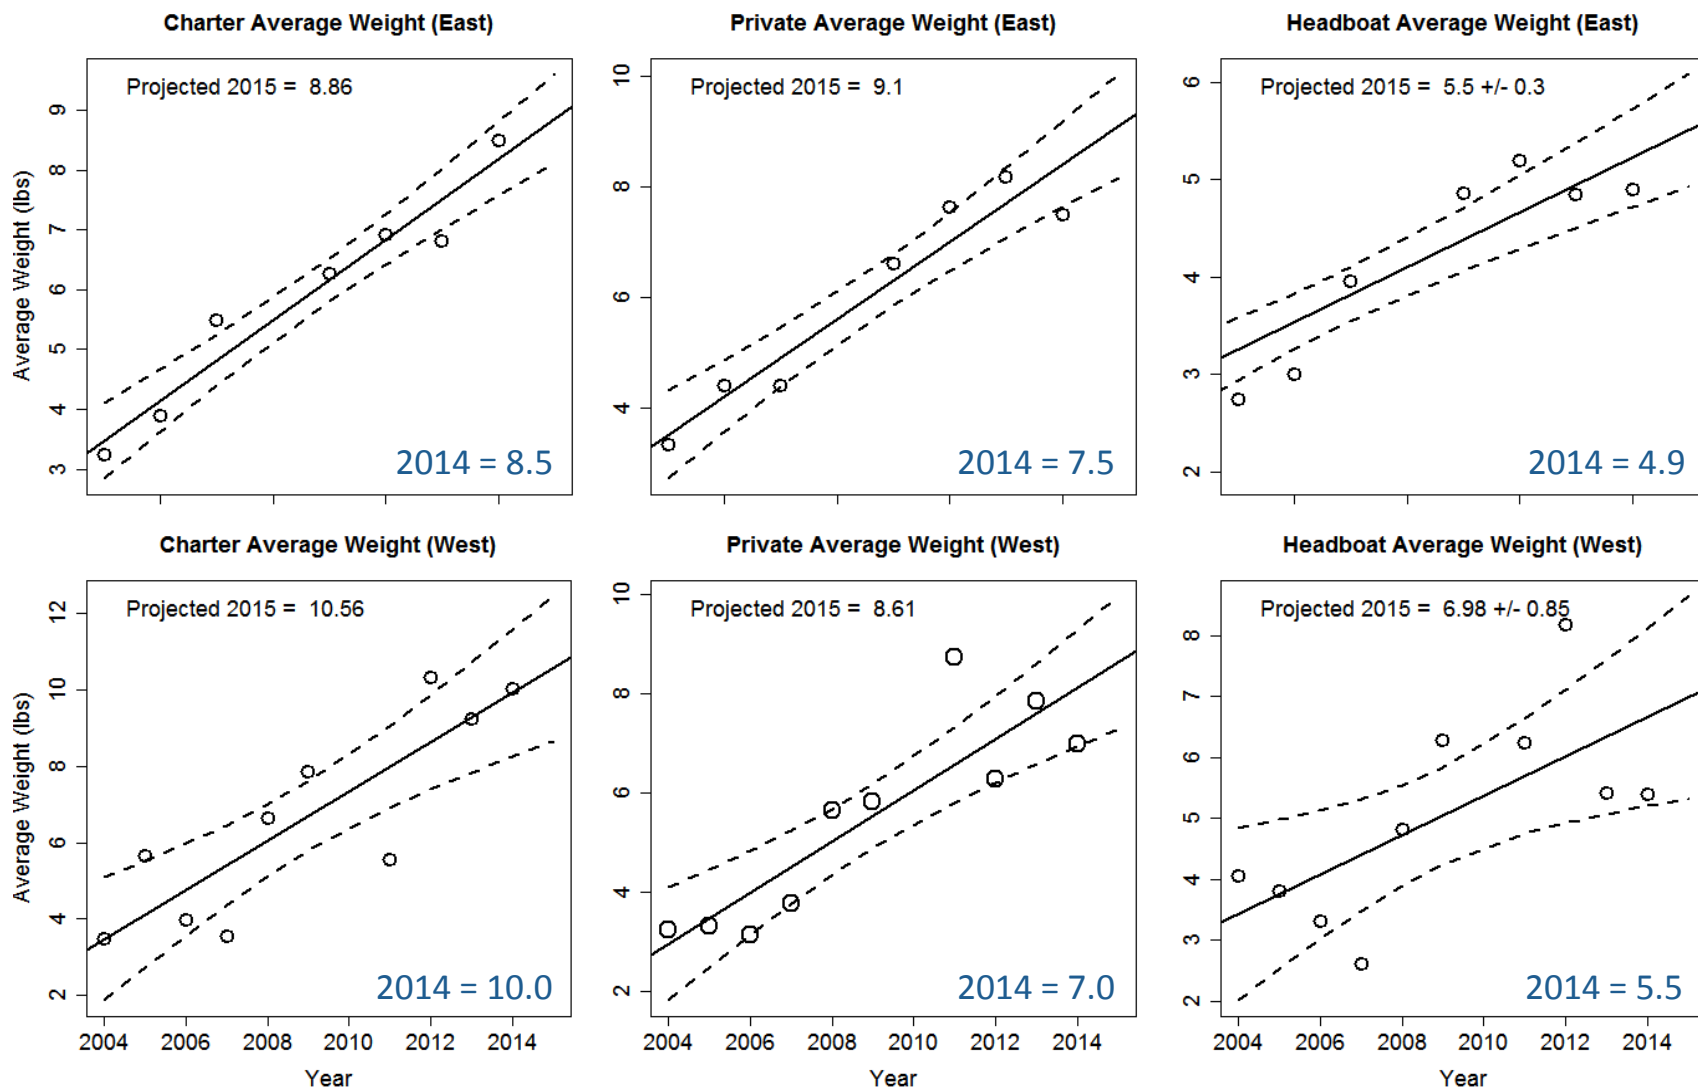 Charter Average Weight (East)
Private Average Weight (East)
Headboat Average Weight (East)
Projected 2015 = 8.86
Projected 2015 = 9.1
Projected 2015 = 5.5 +/- 0.3
Average Weight (lbs)
9
8
7
6
5
4
3
10
8
6
4
6
5
4
3
2
2014 = 8.5
2014 = 7.5
2014 = 4.9
Charter Average Weight (West)
Private Average Weight (West)
Headboat Average Weight (West)
Projected 2015 = 10.56
Projected 2015 = 8.61
Projected 2015 = 6.98 +/- 0.85
Average Weight (lbs)
12
10
8
6
4
2
10
8
6
4
2
8
7
6
5
4
3
2
2014 = 10.0
2014 = 7.0
2014 = 5.5
2004 2006 2008 2010 2012 2014
2004 2006 2008 2010 2012 2014
2004 2006 2008 2010 2012 2014
Year
Year
Year